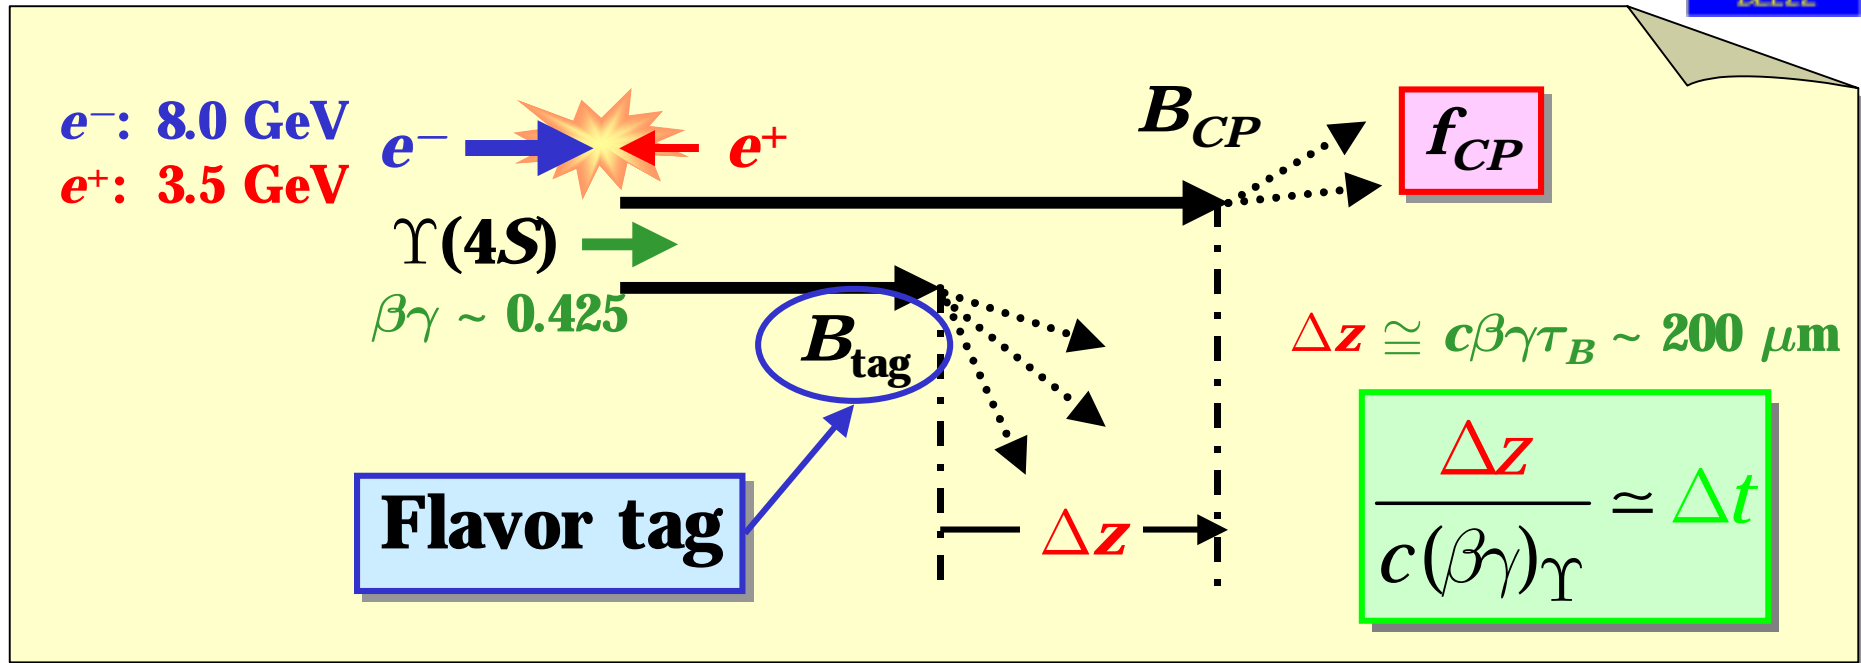 e⁻: 8.0 GeV
e⁺: 3.5 GeV
e⁻
e⁺
B_CP
f_CP
ϒ(4S)
βγ ~ 0.425
B_tag
Δz ≅ cβγτ_B ~ 200 μm
Flavor tag
Δz
Δz / c(βγ)_ϒ ≃ Δt